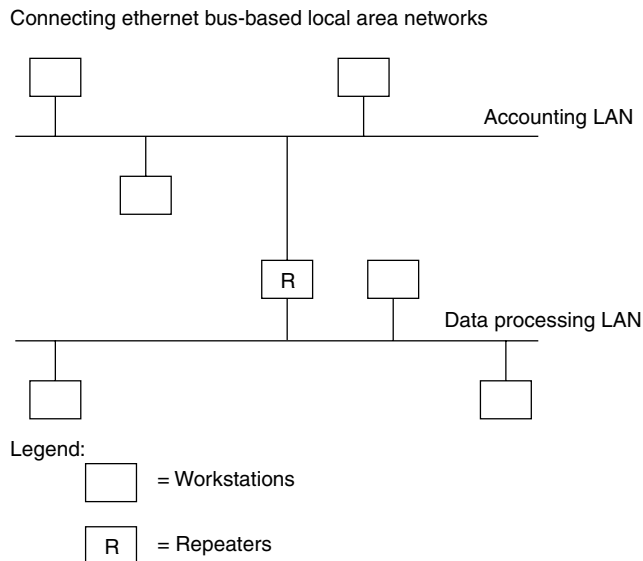 Connecting ethernet bus-based local area networks
Accounting LAN
R
Data processing LAN
Legend:
= Workstations
R = Repeaters